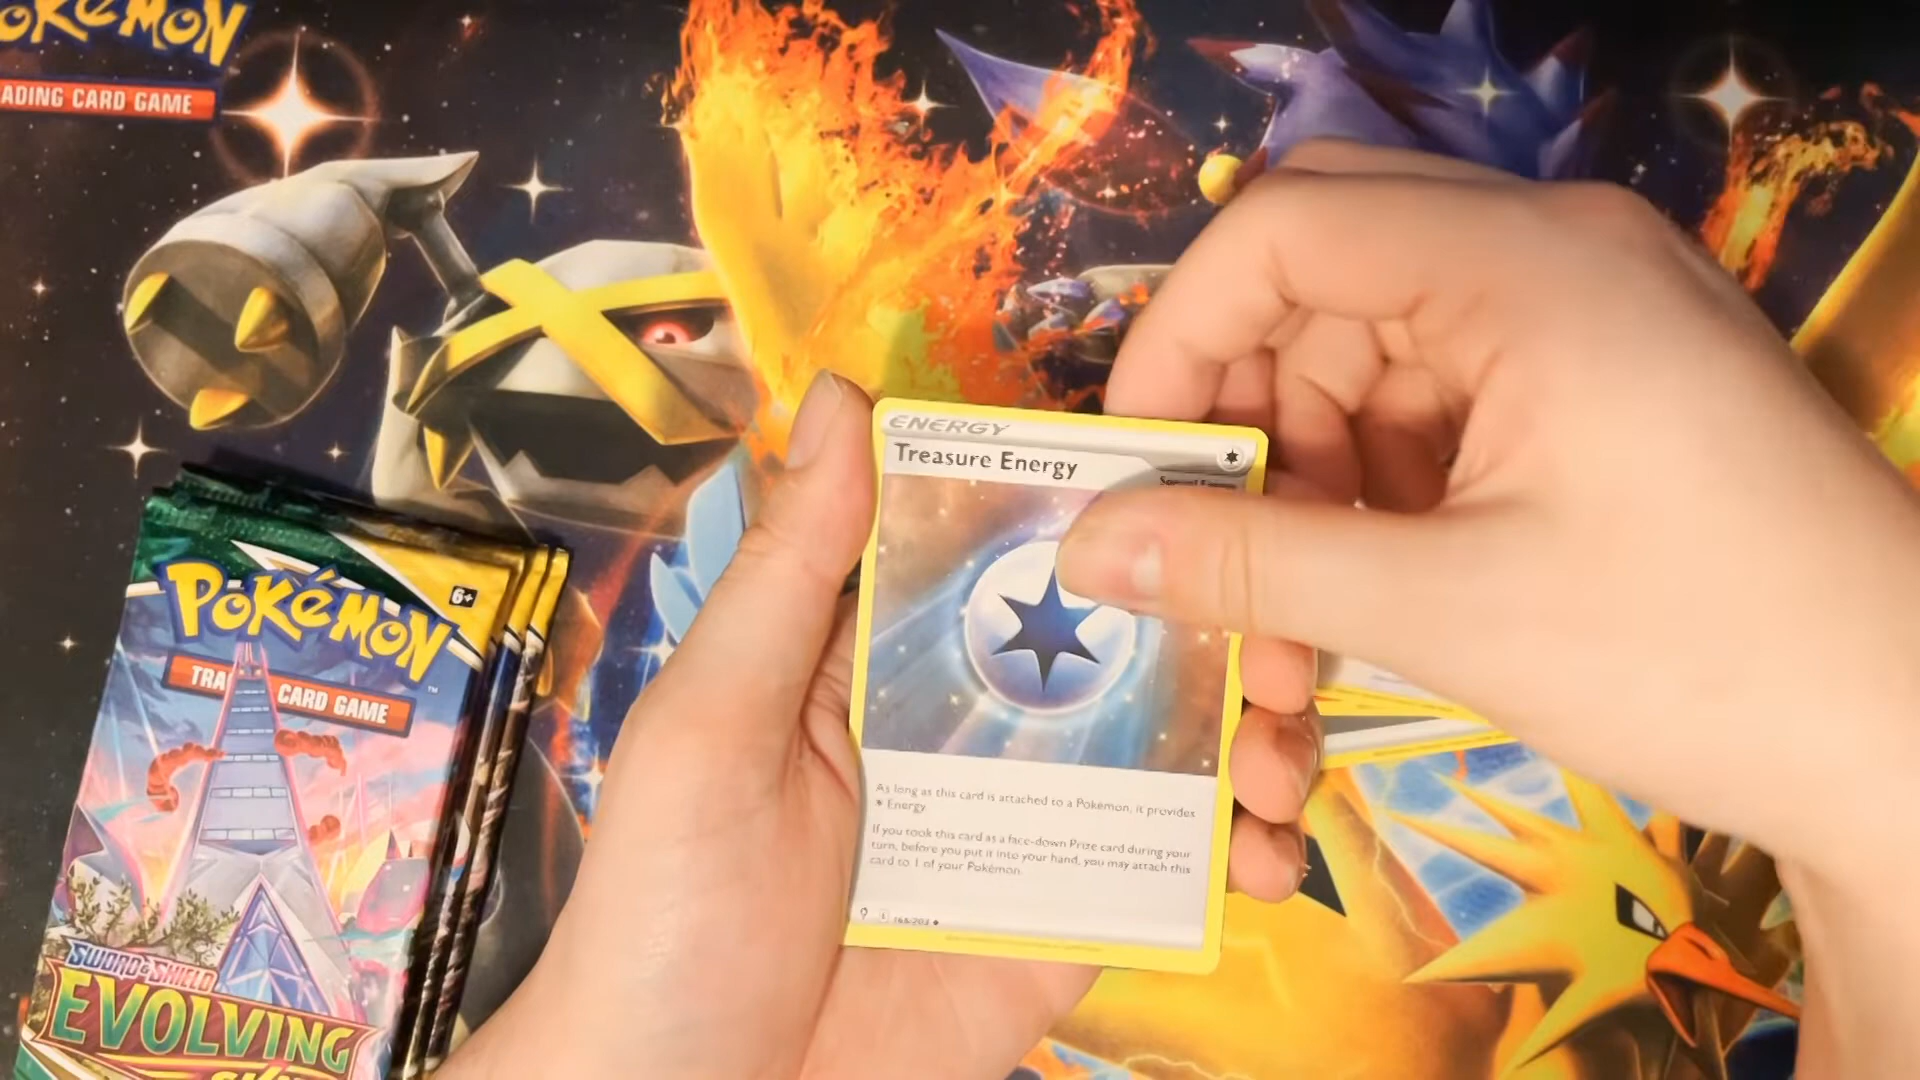 POKÉMON
ADING CARD GAME
ENERGY
Treasure Energy
Special Energy
As long as this card is attached to a Pokémon, it provides
Energy
If you took this card as a face-down Prize card during your
turn, before you put it into your hand, you may attach this
card to 1 of your Pokémon.
E
/203
6+
POKÉMON
™
TRA CARD GAME
SWORD & SHIELD
EVOLVING